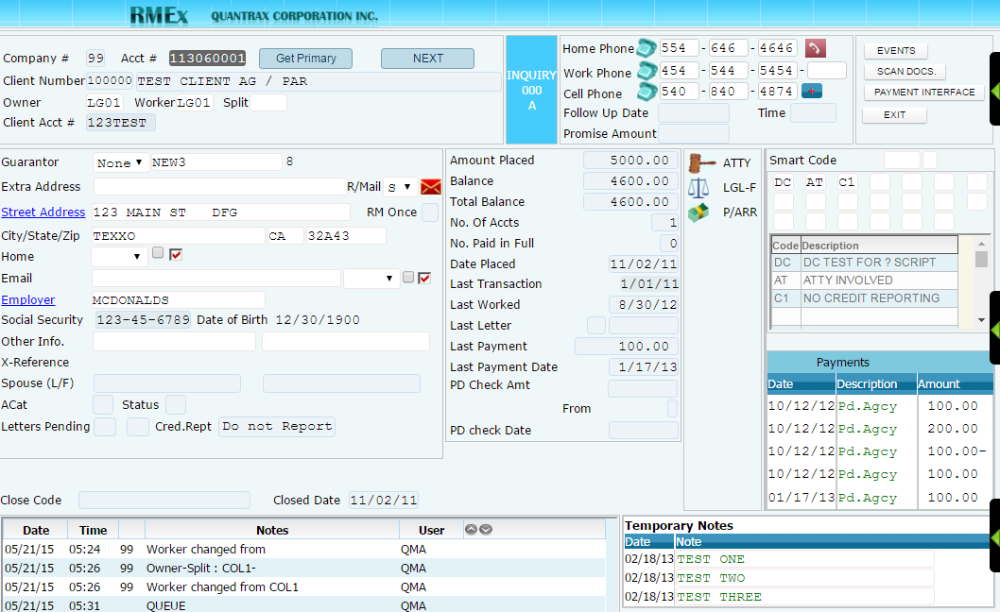 RMEx QUANTRAX CORPORATION INC.
Company # 99 Acct # 113060001 Get Primary NEXT
Client Number 100000 TEST CLIENT AG / PAR
Owner LG01 Worker LG01 Split
Client Acct # 123TEST
INQUIRY
000
A
Home Phone 554 - 646 - 4646
Work Phone 454 - 544 - 5454 -
Cell Phone 540 - 840 - 4874
Follow Up Date Time
Promise Amount
EVENTS
SCAN DOCS.
PAYMENT INTERFACE
EXIT
Guarantor None NEW3 8
Extra Address R/Mail S
Street Address 123 MAIN ST DFG RM Once
City/State/Zip TEXXO CA 32A43
Home
Email
Employer MCDONALDS
Social Security 123-45-6789 Date of Birth 12/30/1900
Other Info.
X-Reference
Spouse (L/F)
ACat Status
Letters Pending Cred.Rept Do not Report
Close Code Closed Date 11/02/11
Amount Placed 5000.00
Balance 4600.00
Total Balance 4600.00
No. Of Accts 1
No. Paid in Full 0
Date Placed 11/02/11
Last Transaction 1/01/11
Last Worked 8/30/12
Last Letter
Last Payment 100.00
Last Payment Date 1/17/13
PD Check Amt
From
PD check Date
ATTY
LGL-F
P/ARR
Smart Code
DC AT C1
Code Description
DC DC TEST FOR ? SCRIPT
AT ATTY INVOLVED
C1 NO CREDIT REPORTING
Payments
Date Description Amount
10/12/12 Pd.Agcy 100.00
10/12/12 Pd.Agcy 200.00
10/12/12 Pd.Agcy 100.00-
10/12/12 Pd.Agcy 100.00
01/17/13 Pd.Agcy 100.00
Date Time Notes User
05/21/15 05:24 99 Worker changed from QMA
05/21/15 05:26 99 Owner-Split : COL1- QMA
05/21/15 05:26 99 Worker changed from COL1 QMA
05/21/15 05:31 QUEUE QMA
Temporary Notes
Date Note
02/18/13 TEST ONE
02/18/13 TEST TWO
02/18/13 TEST THREE